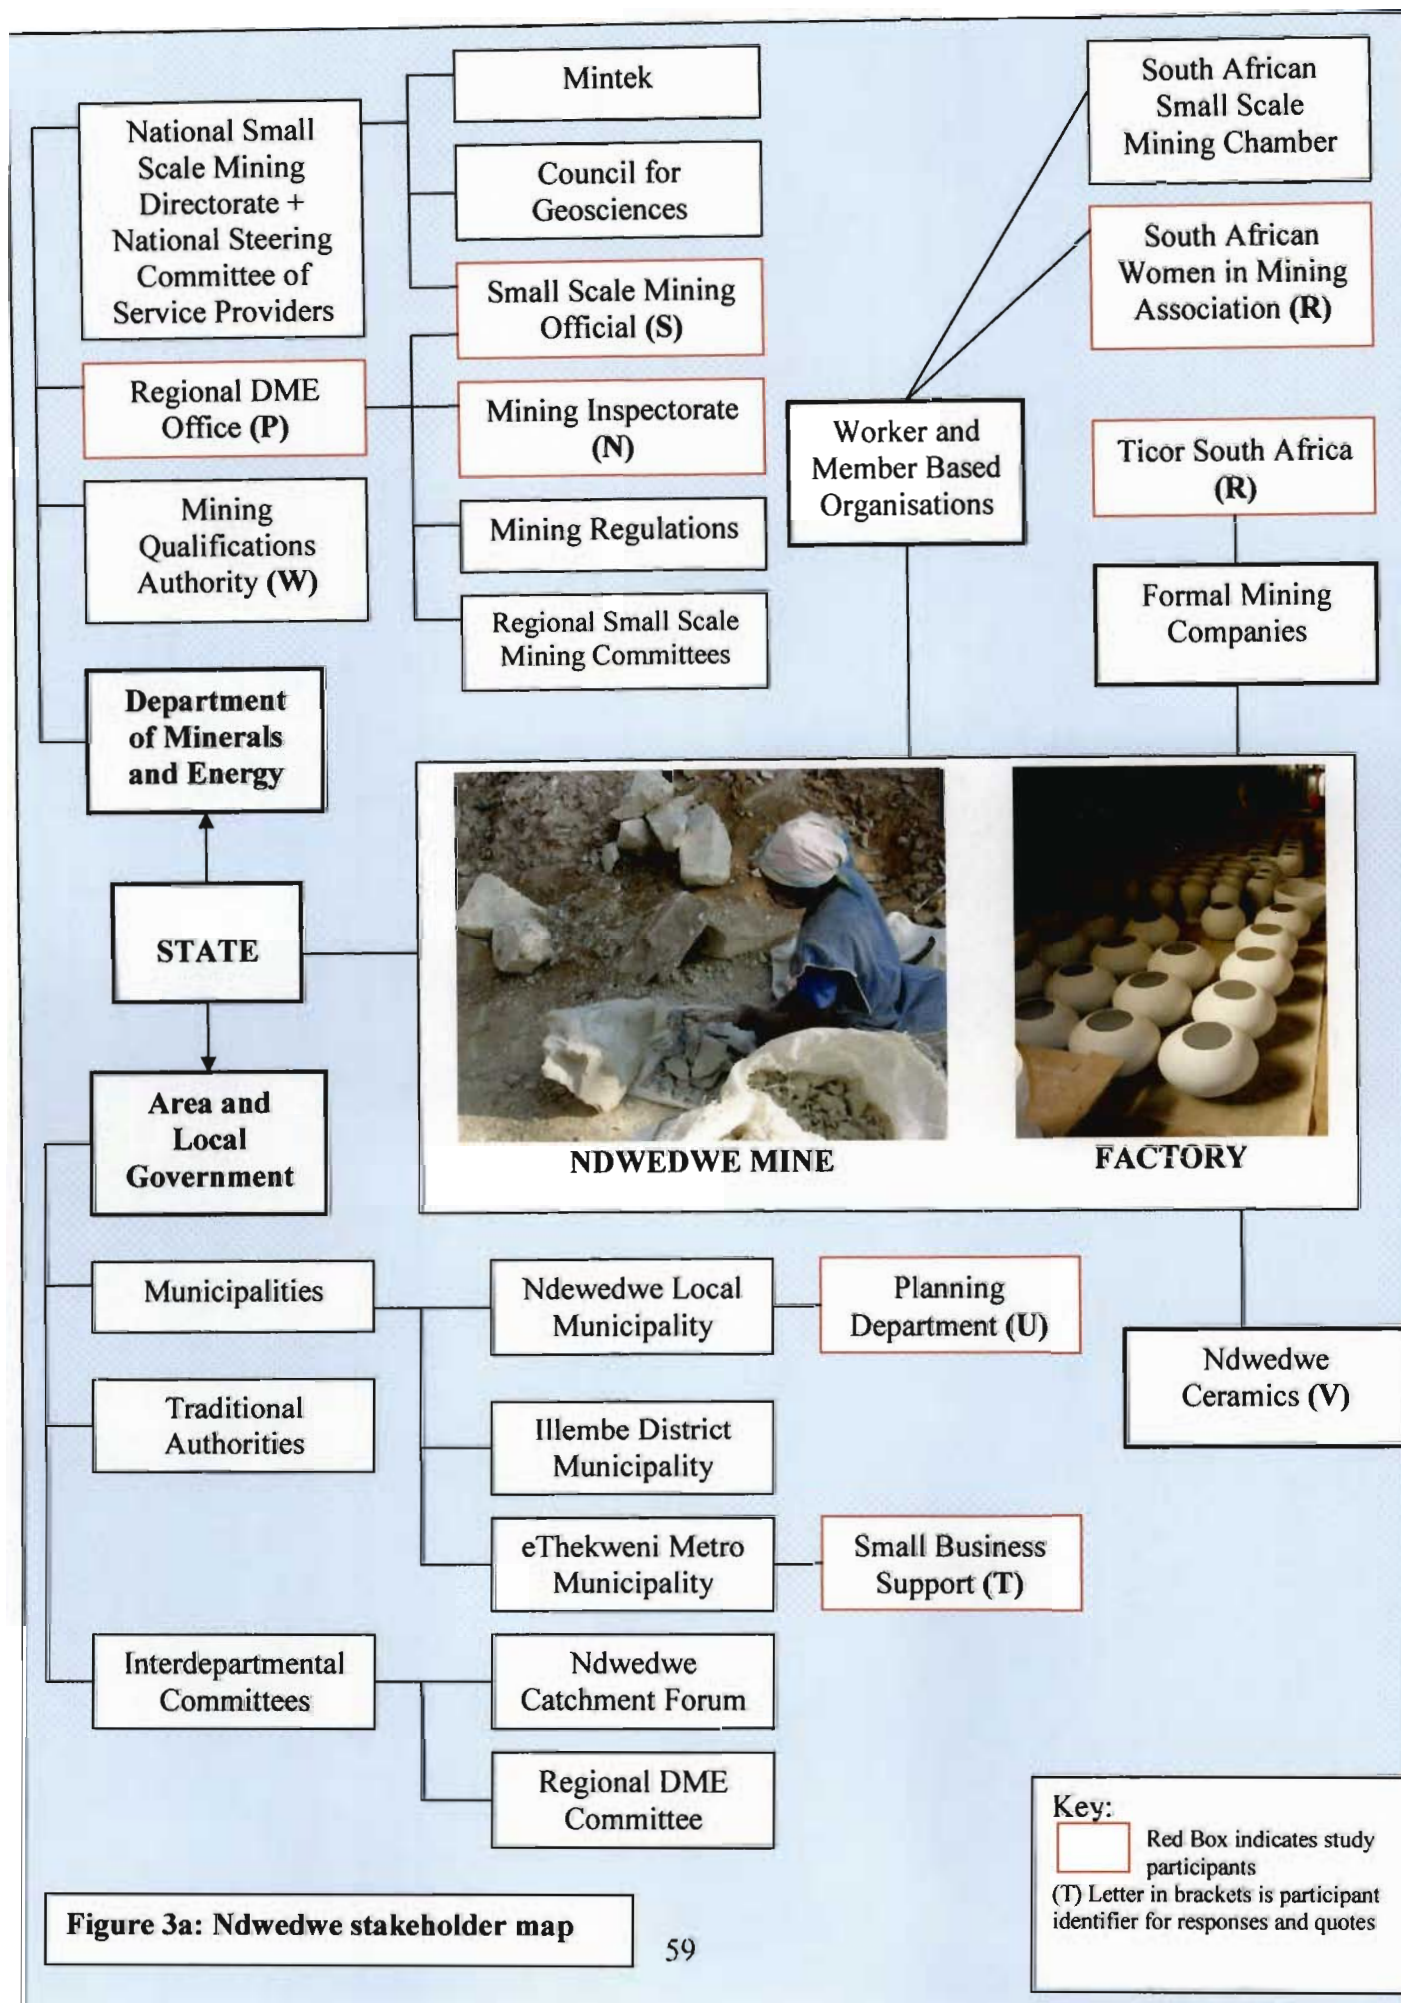 Mintek
National Small
Scale Mining
Directorate +
National Steering
Committee of
Service Providers
Council for
Geosciences
Small Scale Mining
Official (S)
Regional DME
Office (P)
Mining Inspectorate
(N)
Mining
Qualifications
Authority (W)
Mining Regulations
Regional Small Scale
Mining Committees
Department
of Minerals
and Energy
South African
Small Scale
Mining Chamber
South African
Women in Mining
Association (R)
Worker and
Member Based
Organisations
Ticor South Africa
(R)
Formal Mining
Companies
STATE
NDWEDWE MINE
FACTORY
Area and
Local
Government
Municipalities
Ndewedwe Local
Municipality
Planning
Department (U)
Ndwedwe
Ceramics (V)
Traditional
Authorities
Illembe District
Municipality
eThekweni Metro
Municipality
Small Business
Support (T)
Interdepartmental
Committees
Ndwedwe
Catchment Forum
Regional DME
Committee
Key:
Red Box indicates study
participants
(T) Letter in brackets is participant
identifier for responses and quotes
Figure 3a: Ndwedwe stakeholder map
59